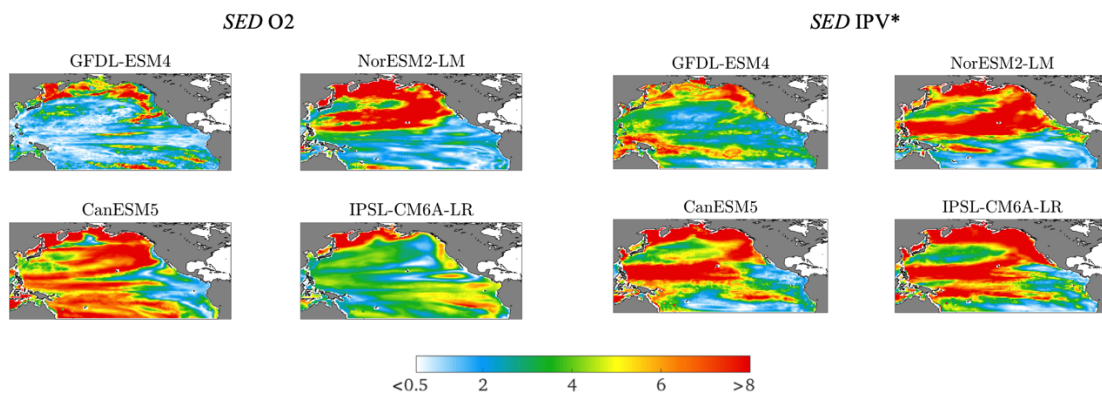 SED O2
SED IPV*
GFDL-ESM4
NorESM2-LM
GFDL-ESM4
NorESM2-LM
CanESM5
IPSL-CM6A-LR
CanESM5
IPSL-CM6A-LR
<0.5 2 4 6 >8